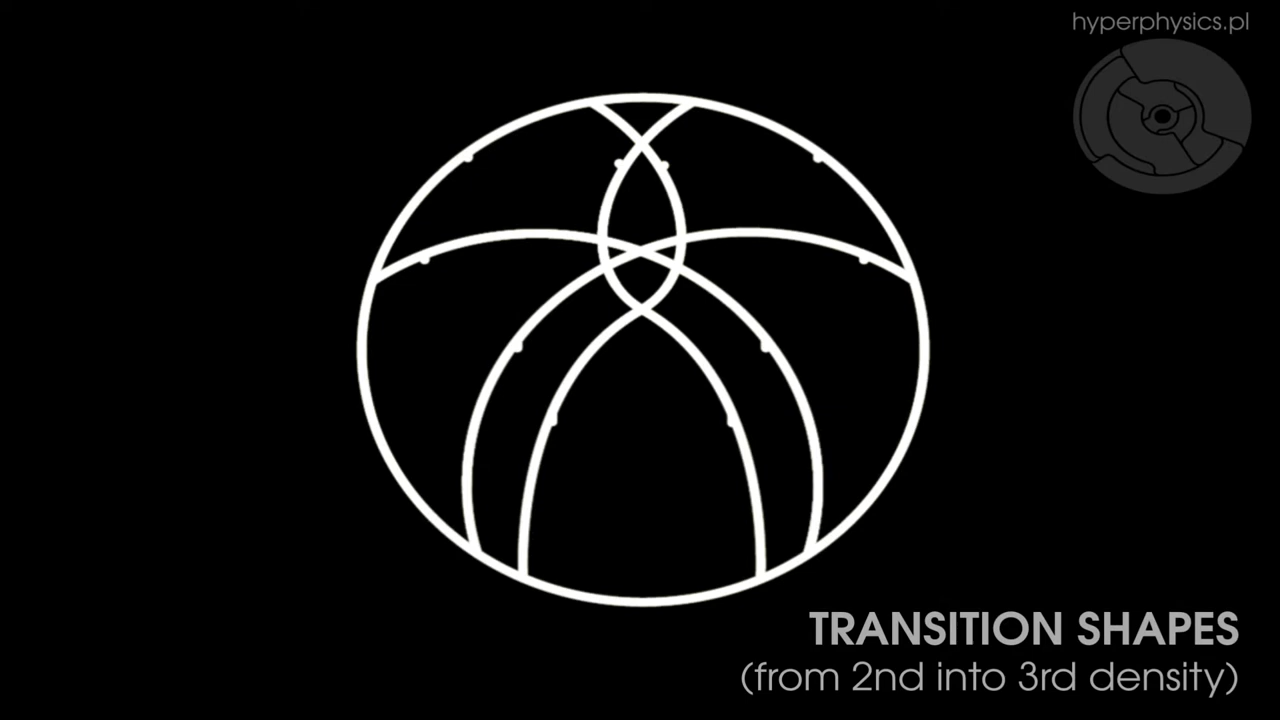 hyperphysics.pl
TRANSITION SHAPES
(from 2nd into 3rd density)